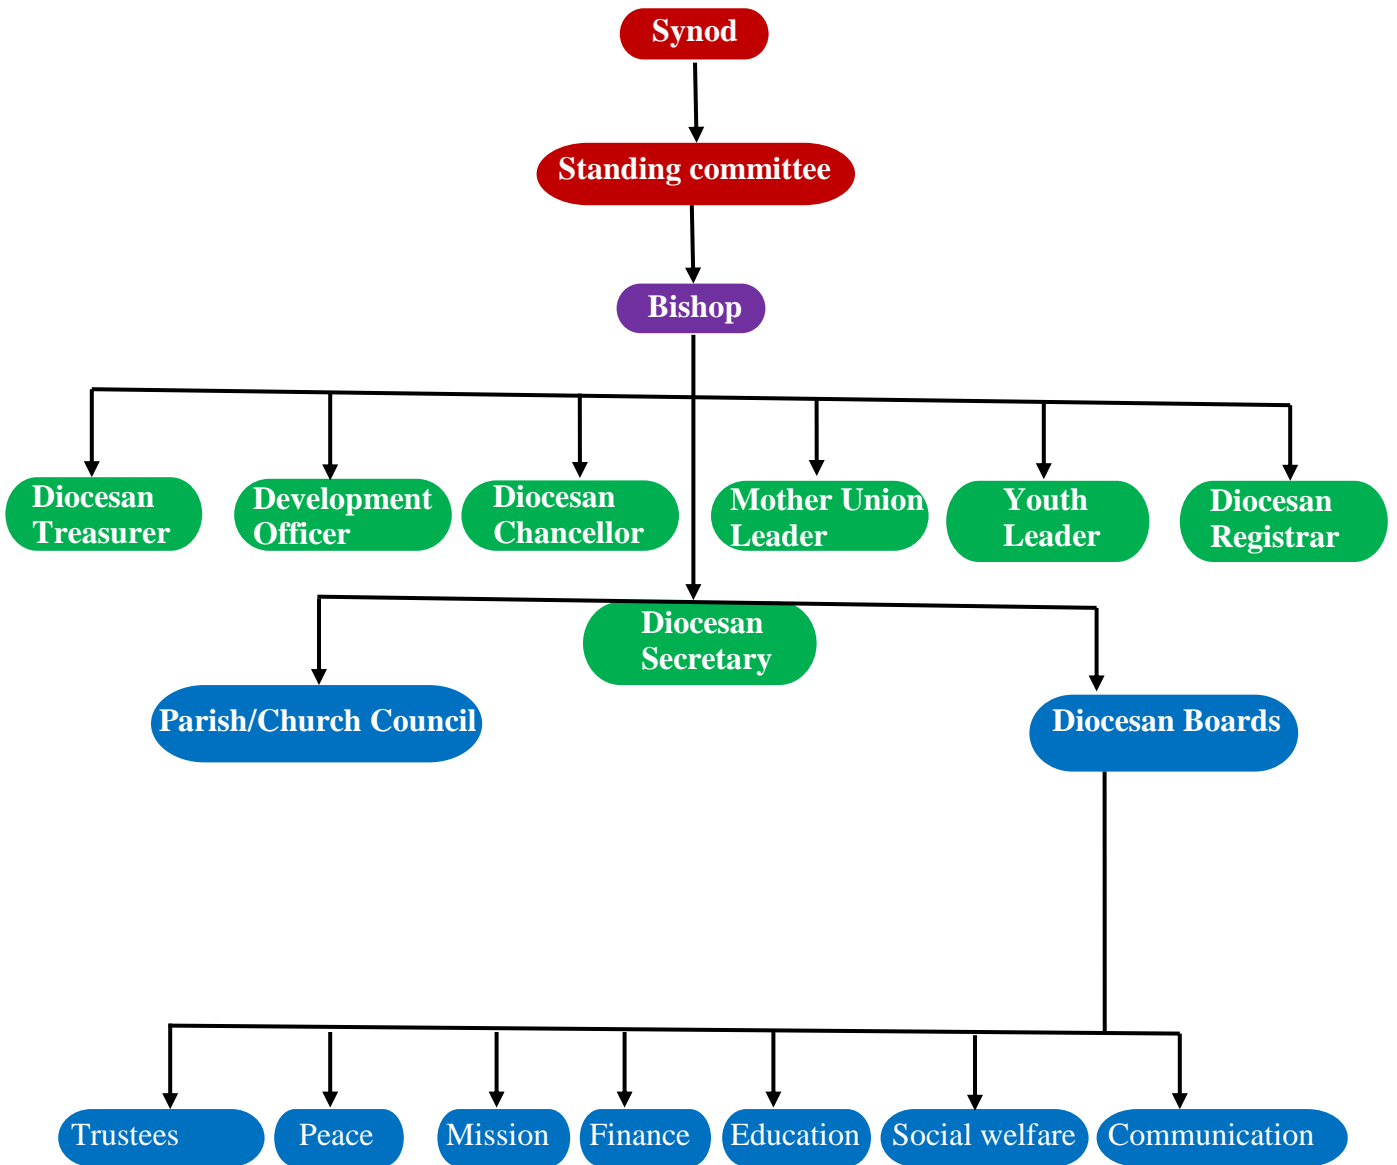 Synod
Standing committee
Bishop
Diocesan
Treasurer
Development
Officer
Diocesan
Chancellor
Mother Union
Leader
Youth
Leader
Diocesan
Registrar
Diocesan
Secretary
Parish/Church Council
Diocesan Boards
Trustees
Peace
Mission
Finance
Education
Social welfare
Communication